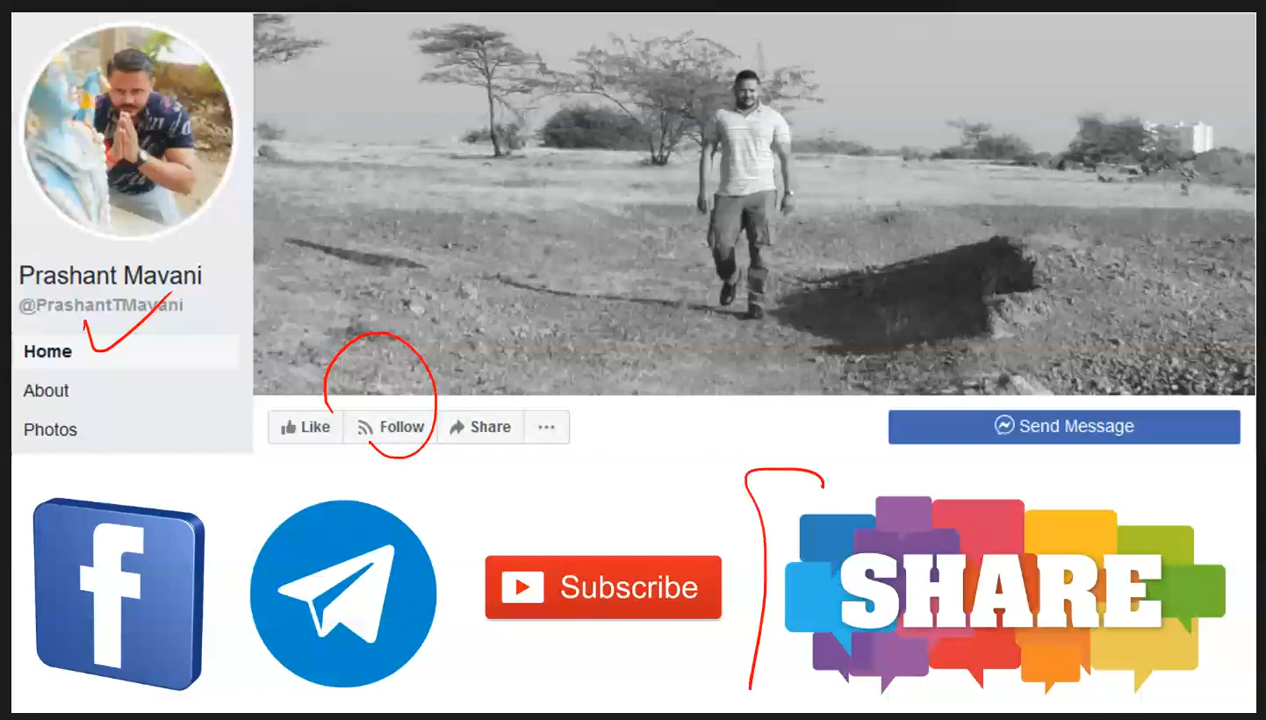 Prashant Mavani
@PrashantTMavani
Home
About
Photos
Like Follow Share ...
Send Message
f
Subscribe
SHARE